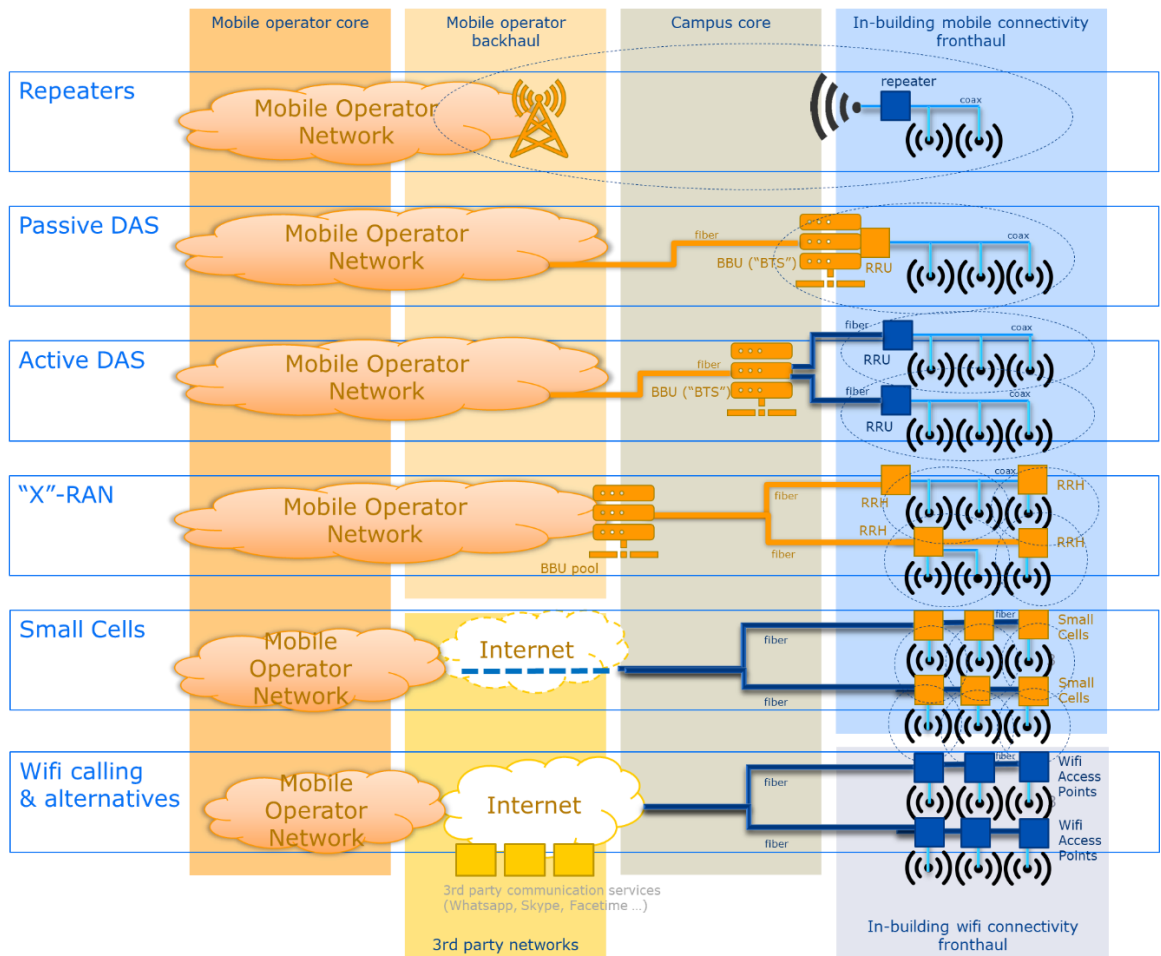 Mobile operator core
Mobile operator
backhaul
Campus core
In-building mobile connectivity
fronthaul
Repeaters
Mobile Operator
Network
repeater
coax
Passive DAS
Mobile Operator
Network
fiber
BBU (“BTS”)
RRU
coax
Active DAS
Mobile Operator
Network
fiber
BBU (“BTS”)
fiber
RRU
coax
fiber
RRU
coax
“X”-RAN
Mobile Operator
Network
BBU pool
fiber
RRH
coax
RRH
fiber
RRH
RRH
Small Cells
Mobile
Operator
Network
Internet
fiber
fiber
Small
Cells
fiber
Small
Cells
Wifi calling
& alternatives
Mobile
Operator
Network
Internet
fiber
fiber
Wifi
Access
Points
fiber
Wifi
Access
Points
3rd party communication services
(Whatsapp, Skype, Facetime ...)
3rd party networks
In-building wifi connectivity
fronthaul